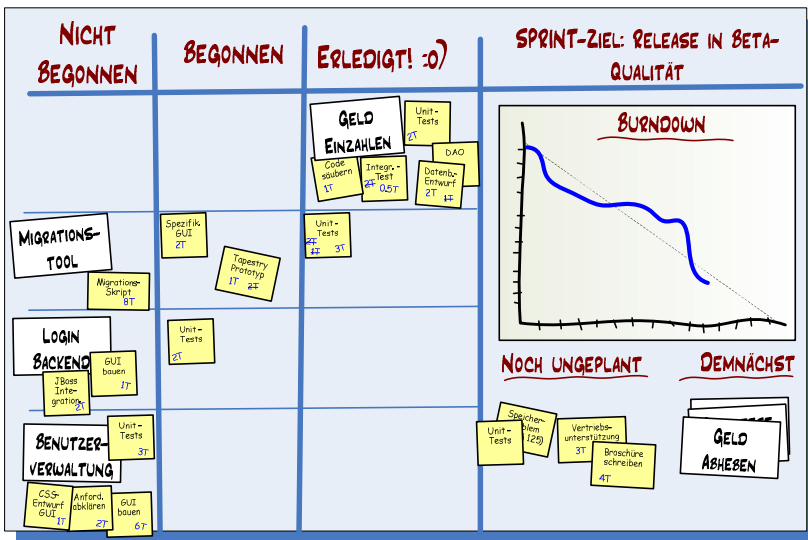 NICHT
BEGONNEN
BEGONNEN
ERLEDIGT! :o)
SPRINT-ZIEL: RELEASE IN BETA-
QUALITÄT
GELD
EINZAHLEN
Unit-
Tests
2T
DAO
Code
säubern
1T
Integr.-
Test
2T 0.5T
Datenb.-
Entwurf
2T 1T
BURNDOWN
MIGRATIONS-
TOOL
Migrations-
Skript
8T
Spezifik.
GUI
2T
Tapestry
Prototyp
1T 2T
Unit-
Tests
2T
1T 3T
LOGIN
BACKEND
GUI
bauen
1T
JBoss
Inte-
gration
2T
Unit-
Tests
2T
BENUTZER-
VERWALTUNG
Unit-
Tests
3T
CSS-
Entwurf
GUI
1T
Anford.
abklären
2T
GUI
bauen
6T
NOCH UNGEPLANT
Speicher-
125)
Unit-
Tests
Vertriebs-
unterstützung
3T
Broschüre
schreiben
4T
DEMNÄCHST
GELD
ABHEBEN